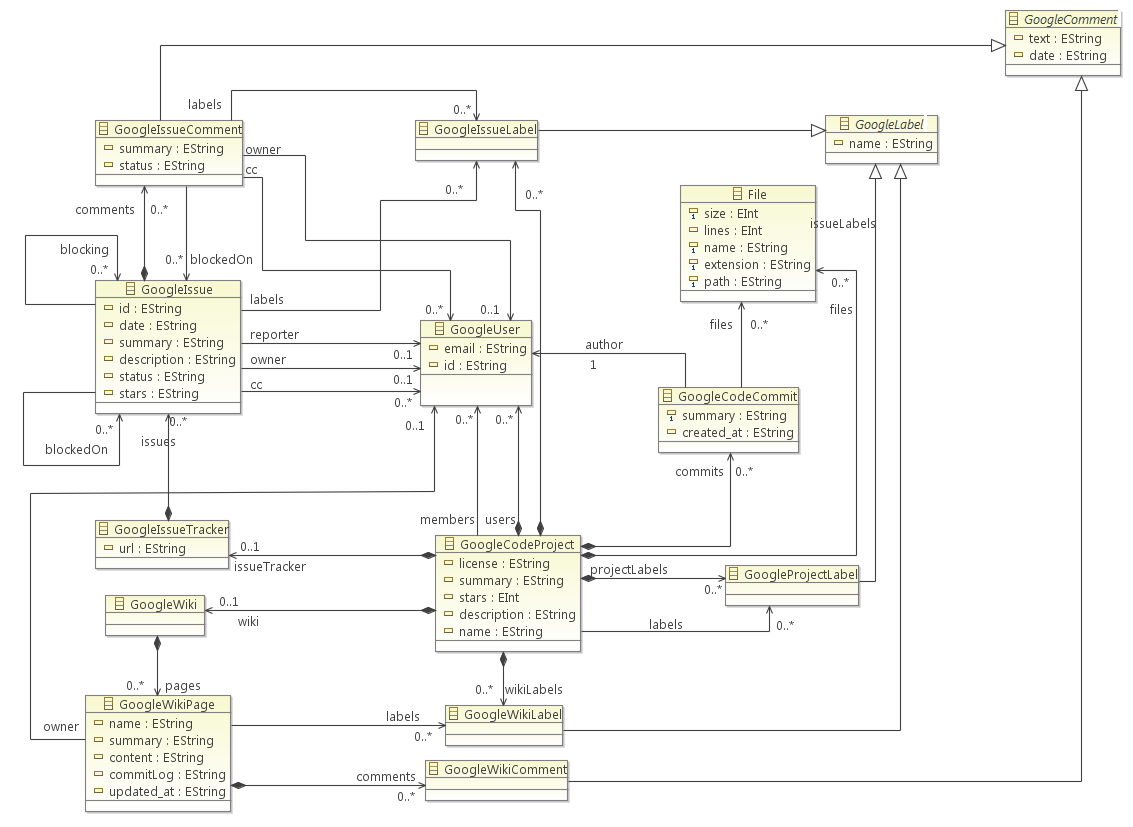 GoogleComment
text : EString
date : EString
labels
0..*
GoogleIssueComment
summary : EString
status : EString
GoogleIssueLabel
GoogleLabel
name : EString
owner
cc
comments
0..*
0..*
0..*
File
size : EInt
lines : EInt
name : EString
extension : EString
path : EString
issueLabels
blocking
0..*
0..*
blockedOn
GoogleIssue
id : EString
date : EString
summary : EString
description : EString
status : EString
stars : EString
labels
reporter
owner
cc
0..*
0..1
0..1
0..1
0..*
GoogleUser
email : EString
id : EString
author
1
files
0..*
0..*
files
GoogleCodeCommit
summary : EString
created_at : EString
0..*
blockedOn
0..*
issues
0..1
0..*
0..*
commits
0..*
members
users
GoogleIssueTracker
url : EString
0..1
issueTracker
GoogleCodeProject
license : EString
summary : EString
stars : EInt
description : EString
name : EString
projectLabels
0..*
GoogleProjectLabel
labels
0..*
GoogleWiki
0..1
wiki
0..*
pages
0..*
wikiLabels
owner
GoogleWikiPage
name : EString
summary : EString
content : EString
commitLog : EString
updated_at : EString
labels
0..*
GoogleWikiLabel
comments
0..*
GoogleWikiComment